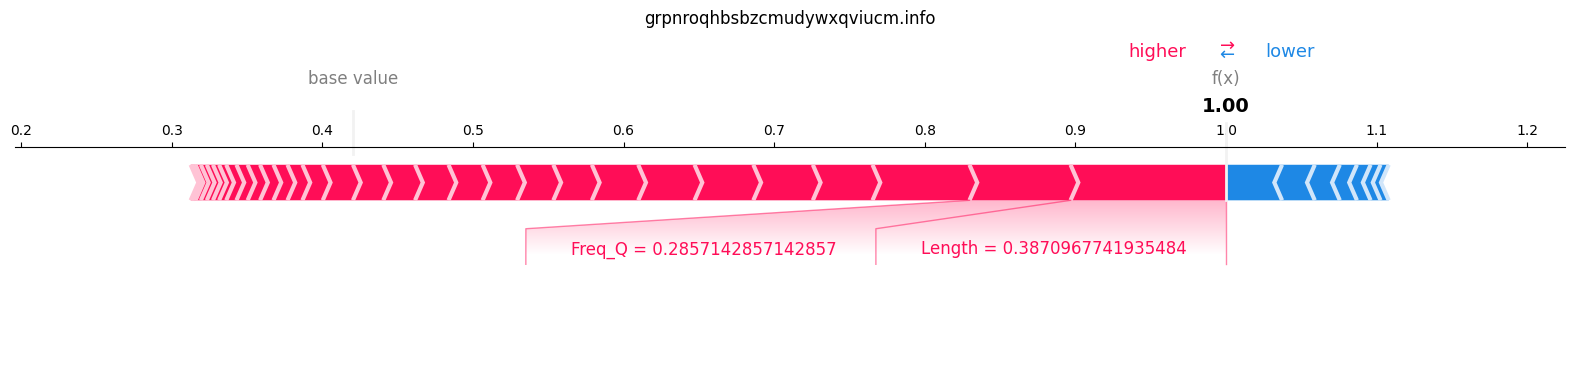 grpnroqhbsbzcmudywxqviucm.info
higher ⇄ lower
base value f(x)
1.00
0.2 0.3 0.4 0.5 0.6 0.7 0.8 0.9 1.0 1.1 1.2
Freq_Q = 0.2857142857142857 Length = 0.3870967741935484